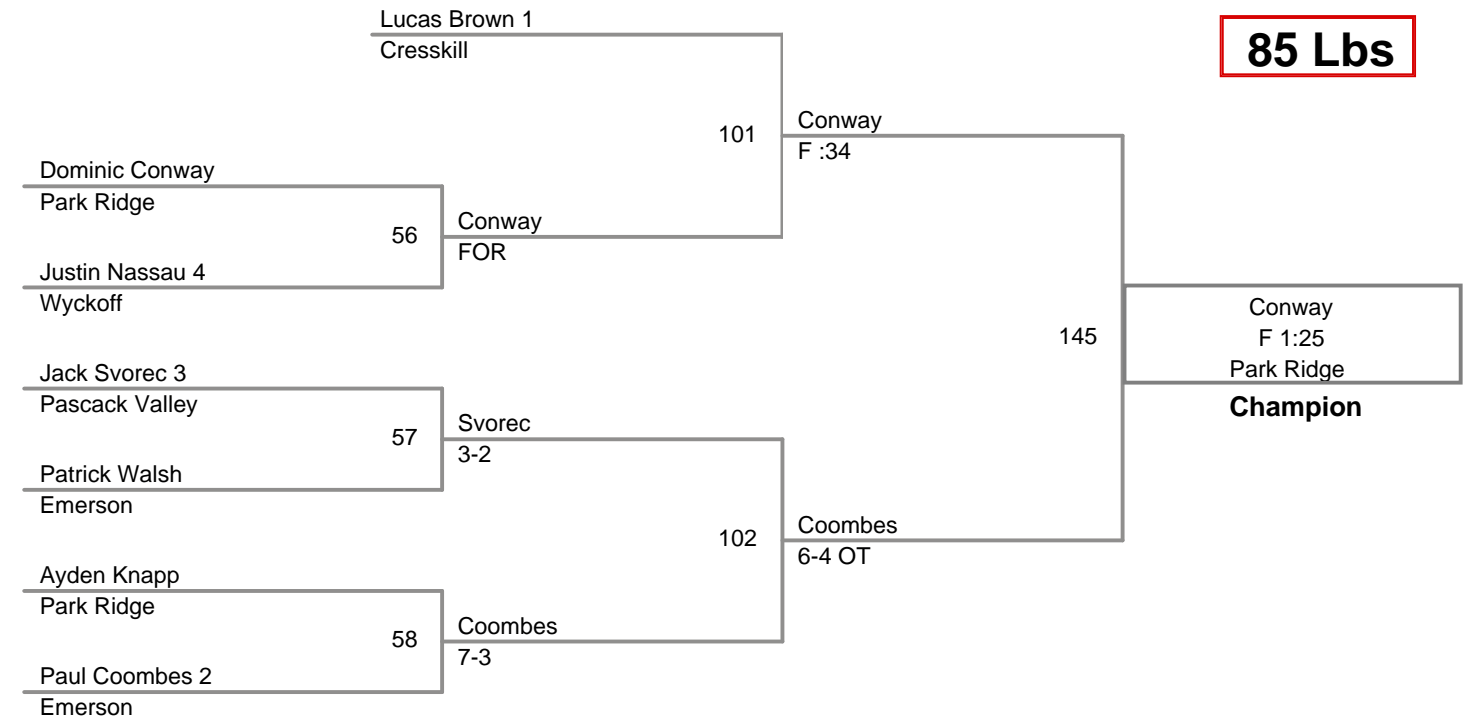 Lucas Brown 1
Cresskill
85 Lbs
101
Conway
F :34
Dominic Conway
Park Ridge
56
Conway
FOR
Justin Nassau 4
Wyckoff
145
Conway
F 1:25
Park Ridge
Champion
Jack Svorec 3
Pascack Valley
57
Svorec
3-2
Patrick Walsh
Emerson
102
Coombes
6-4 OT
Ayden Knapp
Park Ridge
58
Coombes
7-3
Paul Coombes 2
Emerson